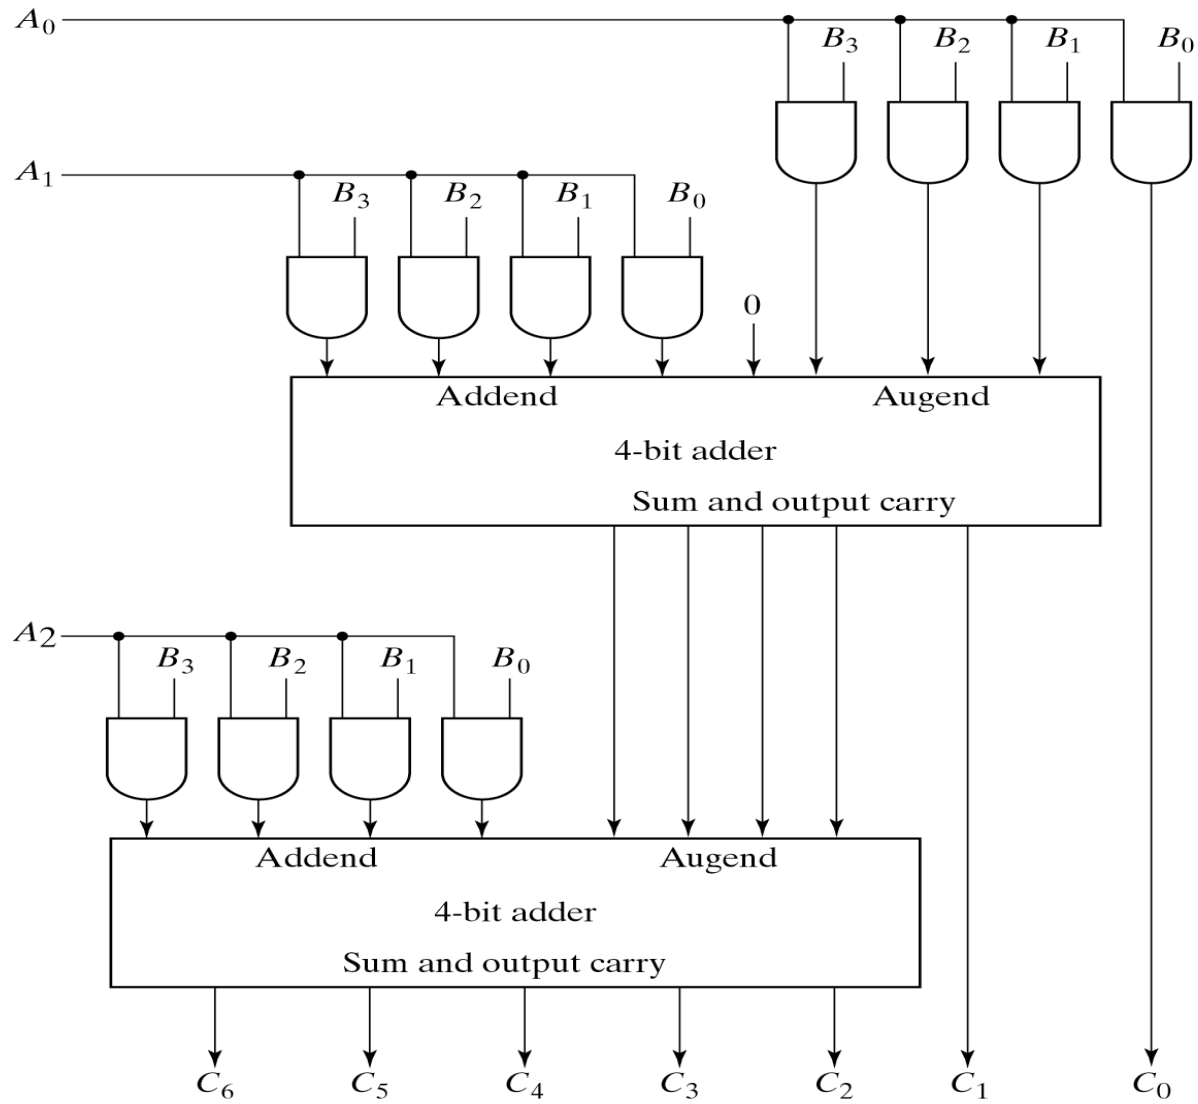 A₀
B₃ B₂ B₁ B₀
A₁
B₃ B₂ B₁ B₀
0
Addend Augend
4-bit adder
Sum and output carry
A₂
B₃ B₂ B₁ B₀
Addend Augend
4-bit adder
Sum and output carry
C₆ C₅ C₄ C₃ C₂ C₁ C₀